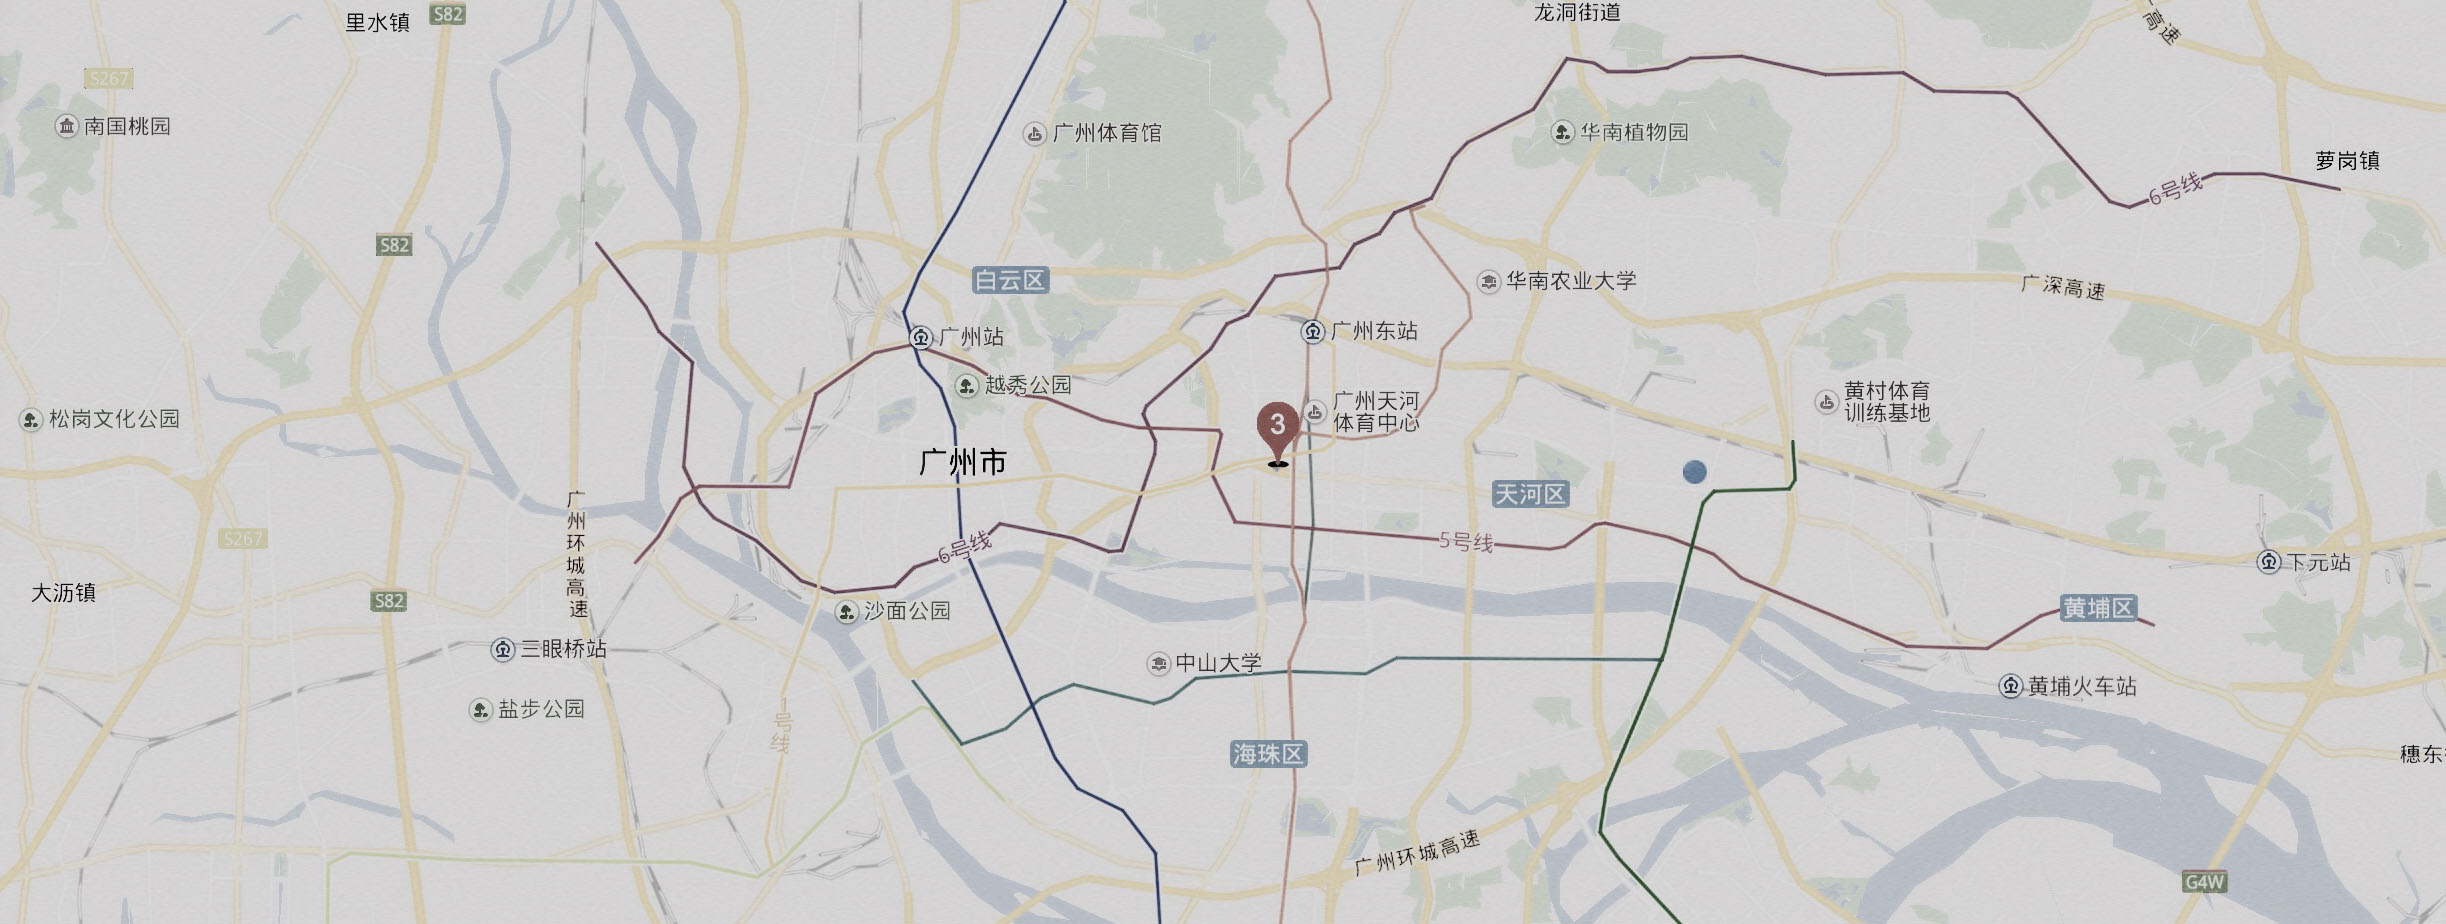 里水镇
S82
龙洞街道
高速
S267
南国桃园
广州体育馆
华南植物园
萝岗镇
6号线
S82
白云区
华南农业大学
广深高速
广州站
广州东站
越秀公园
广州天河
体育中心
黄村体育
训练基地
松岗文化公园
3
广州市
天河区
广州环城高速
S267
6号线
5号线
下元站
大沥镇
S82
沙面公园
黄埔区
三眼桥站
中山大学
黄埔火车站
盐步公园
1号线
海珠区
穗东
广州环城高速
G4W